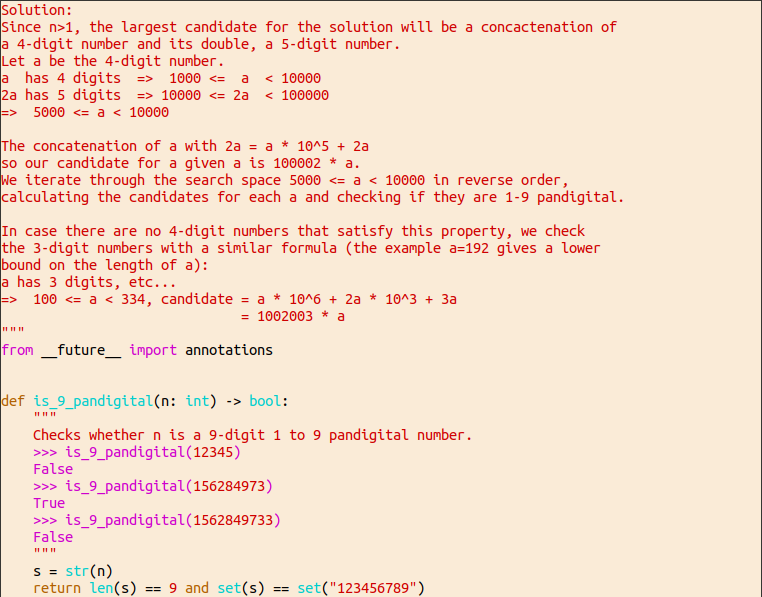 Solution:
Since n>1, the largest candidate for the solution will be a concactenation of
a 4-digit number and its double, a 5-digit number.
Let a be the 4-digit number.
a  has 4 digits  =>  1000 <=  a  < 10000
2a has 5 digits  => 10000 <= 2a  < 100000
=>  5000 <= a < 10000

The concatenation of a with 2a = a * 10^5 + 2a
so our candidate for a given a is 100002 * a.
We iterate through the search space 5000 <= a < 10000 in reverse order,
calculating the candidates for each a and checking if they are 1-9 pandigital.

In case there are no 4-digit numbers that satisfy this property, we check
the 3-digit numbers with a similar formula (the example a=192 gives a lower
bound on the length of a):
a has 3 digits, etc...
=>  100 <= a < 334, candidate = a * 10^6 + 2a * 10^3 + 3a
                              = 1002003 * a
"""
from __future__ import annotations


def is_9_pandigital(n: int) -> bool:
    """
    Checks whether n is a 9-digit 1 to 9 pandigital number.
    >>> is_9_pandigital(12345)
    False
    >>> is_9_pandigital(156284973)
    True
    >>> is_9_pandigital(1562849733)
    False
    """
    s = str(n)
    return len(s) == 9 and set(s) == set("123456789")